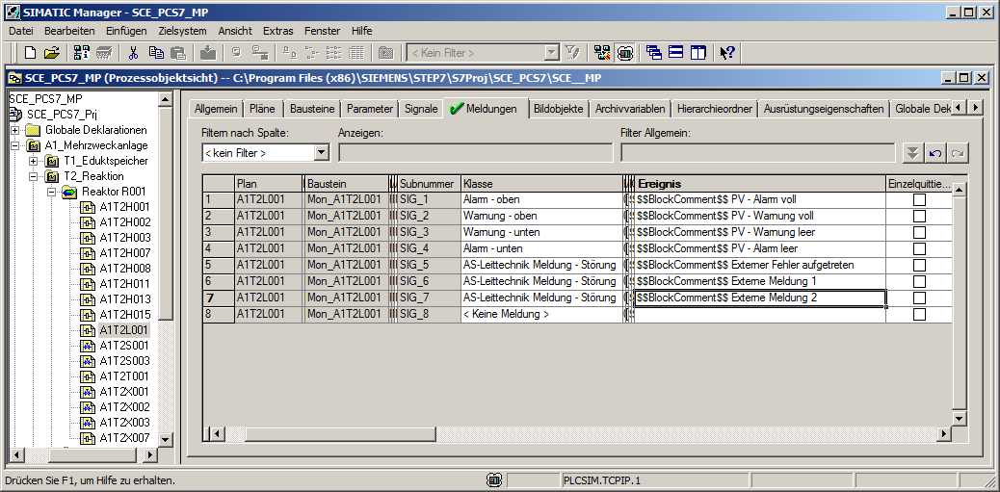 SIMATIC Manager - SCE_PCS7_MP
Datei Bearbeiten Einfügen Zielsystem Ansicht Extras Fenster Hilfe
< Kein Filter >
SCE_PCS7_MP (Prozessobjektsicht) -- C:\Program Files (x86)\SIEMENS\STEP7\S7Proj\SCE_PCS7\SCE__MP
SCE_PCS7_MP
SCE_PCS7_Prj
Globale Deklarationen
A1_Mehrzweckanlage
T1_Eduktspeicher
T2_Reaktion
Reaktor R001
A1T2H001
A1T2H002
A1T2H003
A1T2H007
A1T2H008
A1T2H011
A1T2H013
A1T2H015
A1T2L001
A1T2S001
A1T2S003
A1T2T001
A1T2X001
A1T2X002
A1T2X003
A1T2X007
Allgemein Pläne Bausteine Parameter Signale Meldungen Bildobjekte Archivvariablen Hierarchieordner Ausrüstungseigenschaften Globale Dek
Filtern nach Spalte: Anzeigen: Filter Allgemein:
< kein Filter >
Plan Baustein Subnummer Klasse Ereignis Einzelquittie...
1 A1T2L001 Mon_A1T2L001 SIG_1 Alarm - oben $$BlockComment$$ PV - Alarm voll
2 A1T2L001 Mon_A1T2L001 SIG_2 Warnung - oben $$BlockComment$$ PV - Warnung voll
3 A1T2L001 Mon_A1T2L001 SIG_3 Warnung - unten $$BlockComment$$ PV - Warnung leer
4 A1T2L001 Mon_A1T2L001 SIG_4 Alarm - unten $$BlockComment$$ PV - Alarm leer
5 A1T2L001 Mon_A1T2L001 SIG_5 AS-Leittechnik Meldung - Störung $$BlockComment$$ Externer Fehler aufgetreten
6 A1T2L001 Mon_A1T2L001 SIG_6 AS-Leittechnik Meldung - Störung $$BlockComment$$ Externe Meldung 1
7 A1T2L001 Mon_A1T2L001 SIG_7 AS-Leittechnik Meldung - Störung $$BlockComment$$ Externe Meldung 2
8 A1T2L001 Mon_A1T2L001 SIG_8 < Keine Meldung >
Drücken Sie F1, um Hilfe zu erhalten. PLCSIM.TCPIP.1